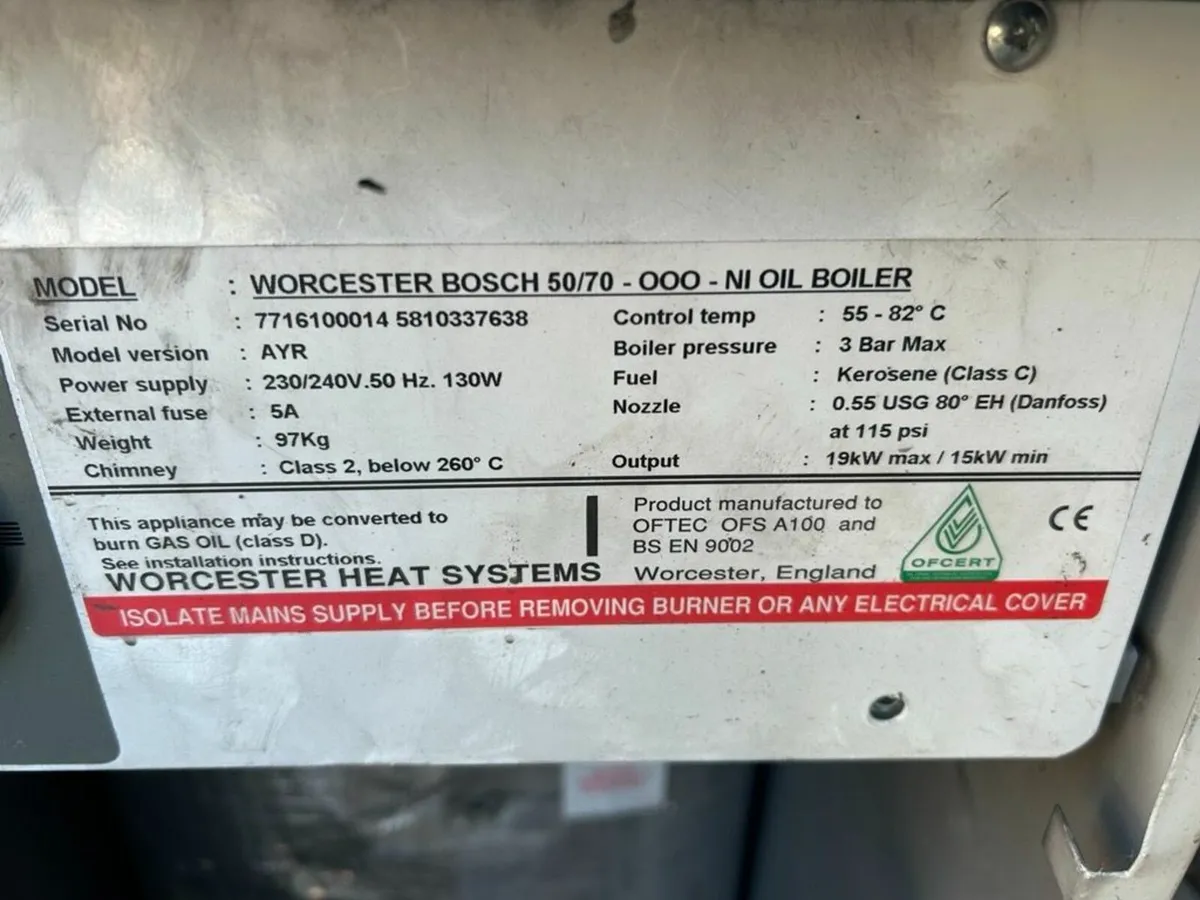 MODEL : WORCESTER BOSCH 50/70 - OOO - NI OIL BOILER
Serial No : 7716100014 5810337638
Model version : AYR
Power supply : 230/240V.50 Hz. 130W
External fuse : 5A
Weight : 97Kg
Chimney : Class 2, below 260° C
Control temp : 55 - 82° C
Boiler pressure : 3 Bar Max
Fuel : Kerosene (Class C)
Nozzle : 0.55 USG 80° EH (Danfoss)
at 115 psi
Output : 19kW max / 15kW min
This appliance may be converted to
burn GAS OIL (class D).
See installation instructions.
WORCESTER HEAT SYSTEMS
Product manufactured to
OFTEC OFS A100 and
BS EN 9002
Worcester, England
OFCERT
CE
ISOLATE MAINS SUPPLY BEFORE REMOVING BURNER OR ANY ELECTRICAL COVER